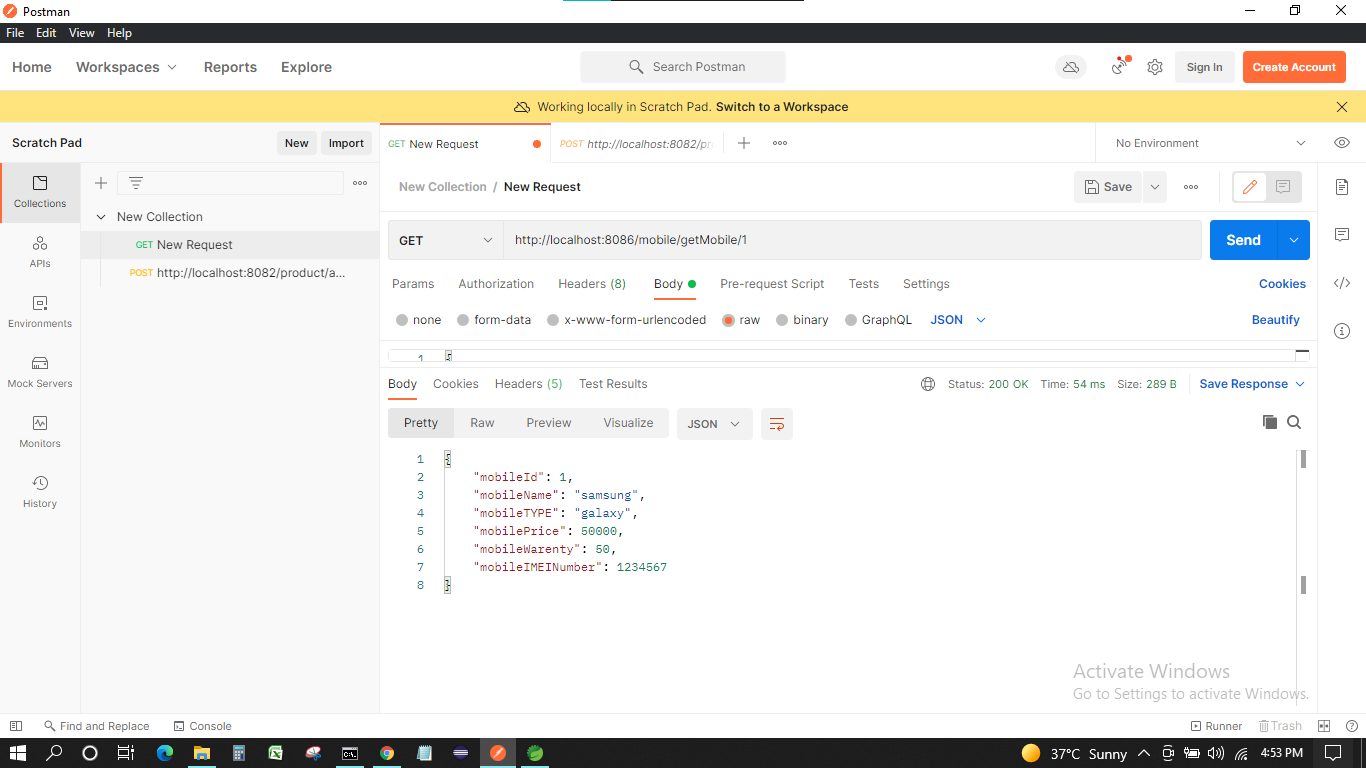 Postman
File Edit View Help
Home Workspaces Reports Explore Search Postman Sign In Create Account
Working locally in Scratch Pad. Switch to a Workspace
Scratch Pad New Import GET New Request POST http://localhost:8082/pr No Environment
New Collection / New Request Save
Collections
New Collection
GET New Request
POST http://localhost:8082/product/a...
APIs
Environments
Mock Servers
Monitors
History
GET http://localhost:8086/mobile/getMobile/1 Send
Params Authorization Headers (8) Body Pre-request Script Tests Settings Cookies
none form-data x-www-form-urlencoded raw binary GraphQL JSON Beautify
1 {
Body Cookies Headers (5) Test Results Status: 200 OK Time: 54 ms Size: 289 B Save Response
Pretty Raw Preview Visualize JSON
1 {
2 "mobileId": 1,
3 "mobileName": "samsung",
4 "mobileTYPE": "galaxy",
5 "mobilePrice": 50000,
6 "mobileWarenty": 50,
7 "mobileIMEINumber": 1234567
8 }
Activate Windows
Go to Settings to activate Windows.
Find and Replace Console Runner Trash
37°C Sunny 4:53 PM